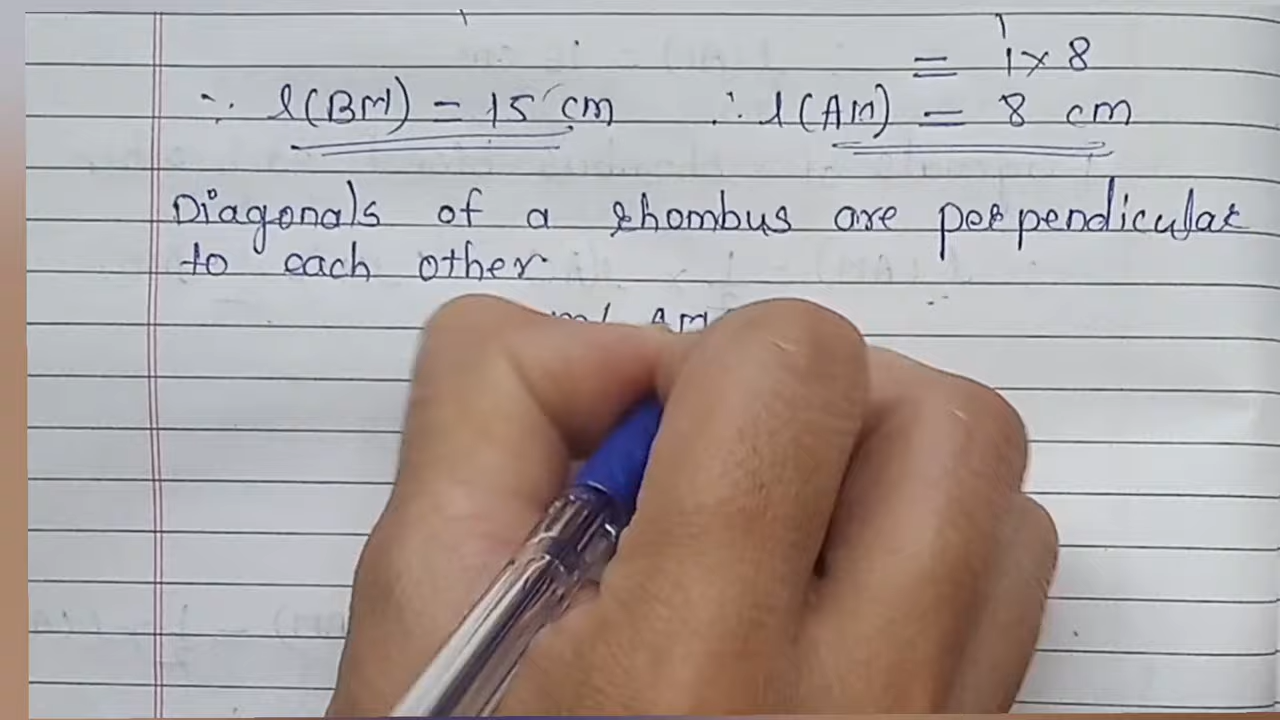 = 1 × 8
∴ l(BM) = 15 cm ∴ l(AM) = 8 cm
Diagonals of a rhombus are perpendicular
to each other